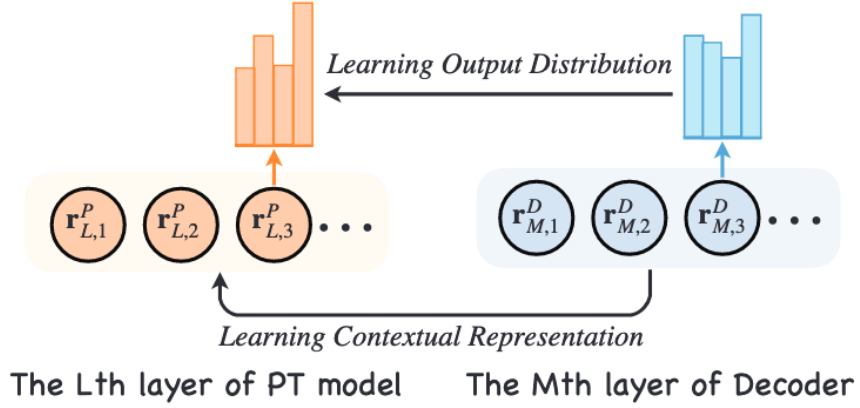 Learning Output Distribution
r^P_{L,1} r^P_{L,2} r^P_{L,3} ... r^D_{M,1} r^D_{M,2} r^D_{M,3} ...
Learning Contextual Representation
The Lth layer of PT model The Mth layer of Decoder